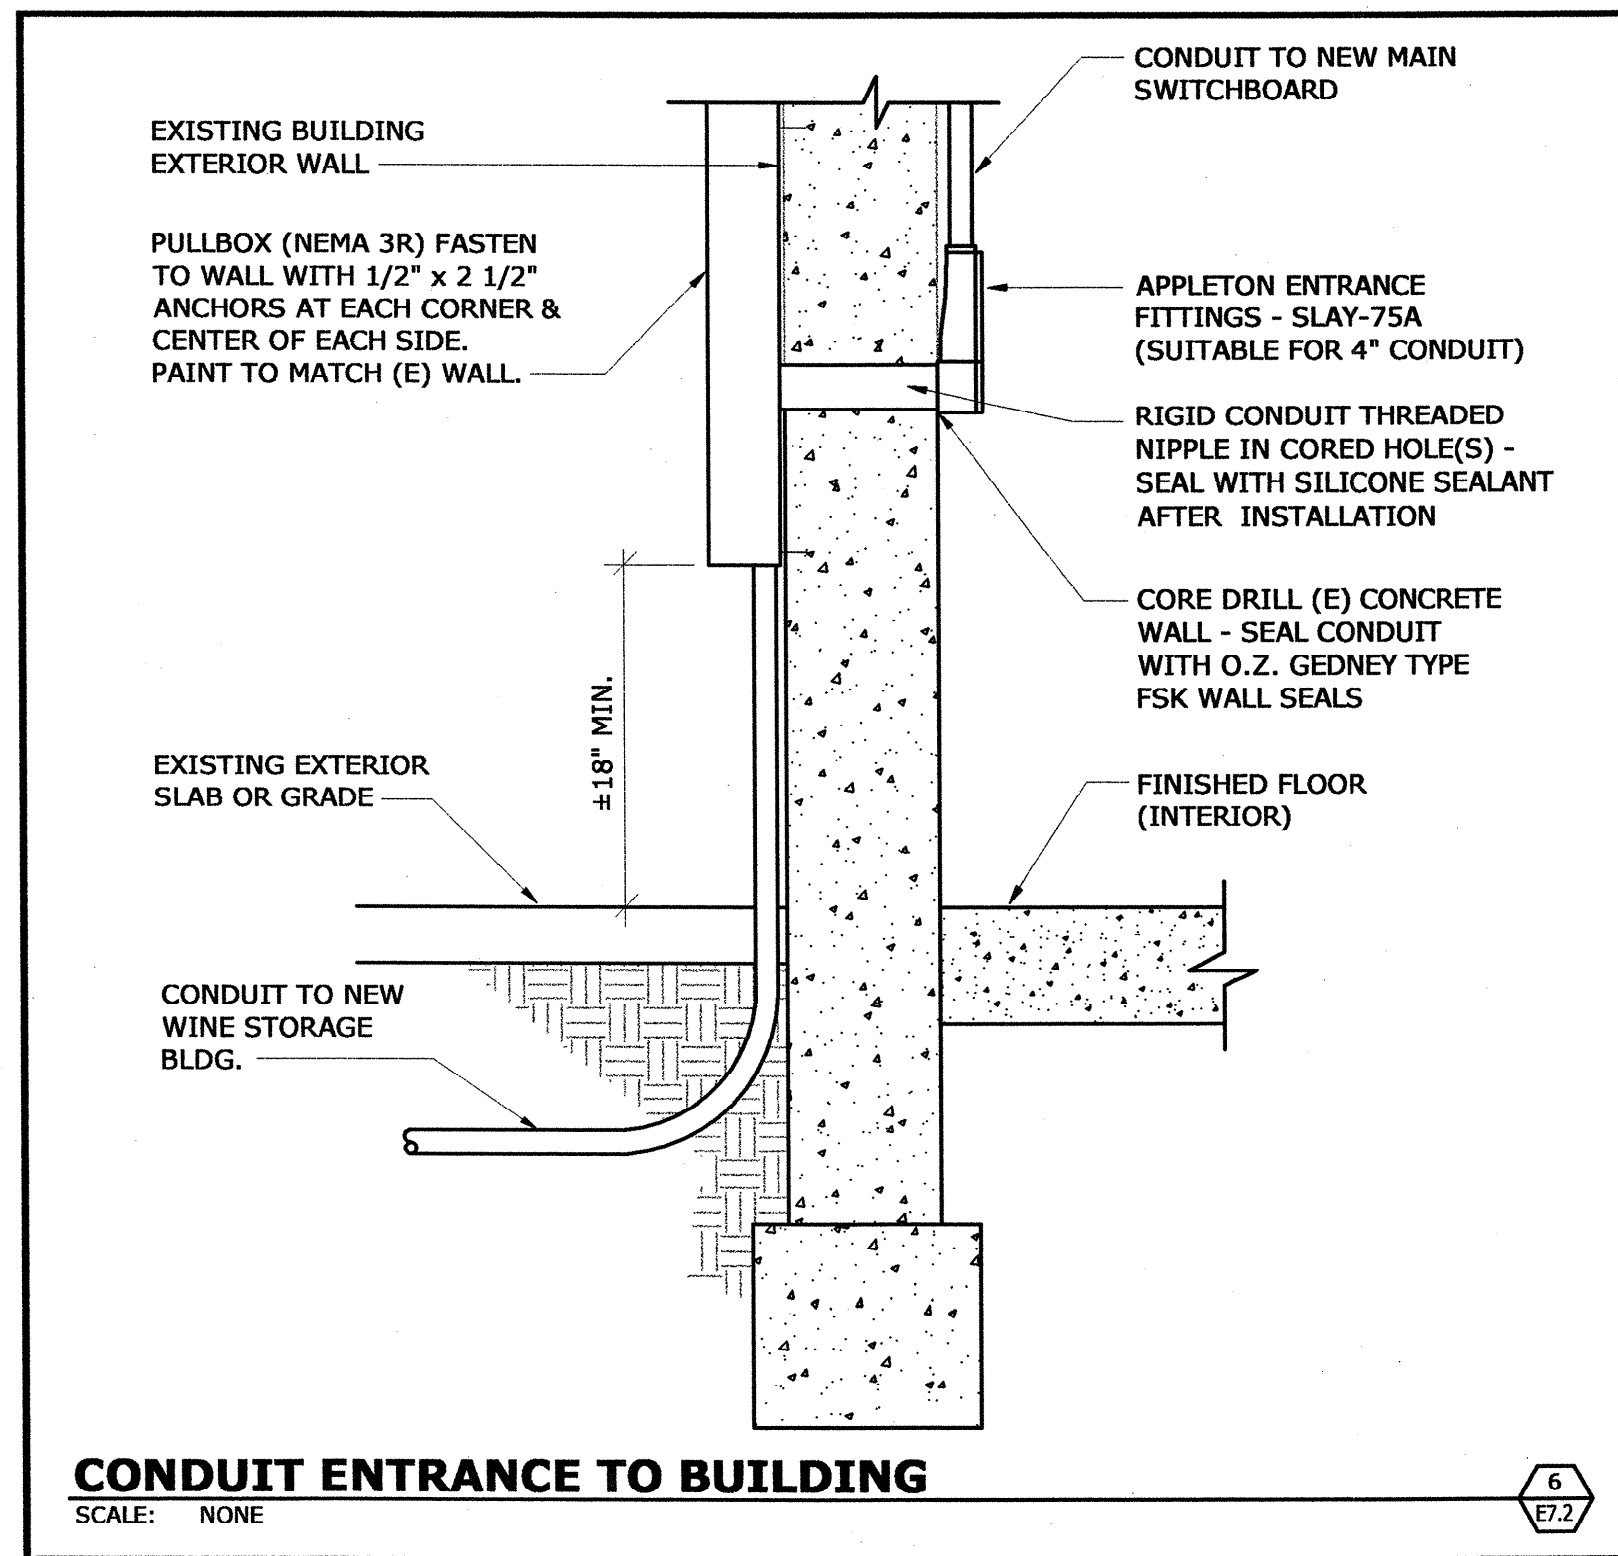 CONDUIT TO NEW MAIN
SWITCHBOARD
EXISTING BUILDING
EXTERIOR WALL
PULLBOX (NEMA 3R) FASTEN
TO WALL WITH 1/2" x 2 1/2"
ANCHORS AT EACH CORNER &
CENTER OF EACH SIDE.
PAINT TO MATCH (E) WALL.
APPLETON ENTRANCE
FITTINGS - SLAY-75A
(SUITABLE FOR 4" CONDUIT)
RIGID CONDUIT THREADED
NIPPLE IN CORED HOLE(S) -
SEAL WITH SILICONE SEALANT
AFTER INSTALLATION
CORE DRILL (E) CONCRETE
WALL - SEAL CONDUIT
WITH O.Z. GEDNEY TYPE
FSK WALL SEALS
±18" MIN.
EXISTING EXTERIOR
SLAB OR GRADE
FINISHED FLOOR
(INTERIOR)
CONDUIT TO NEW
WINE STORAGE
BLDG.
CONDUIT ENTRANCE TO BUILDING
SCALE: NONE
6
E7.2